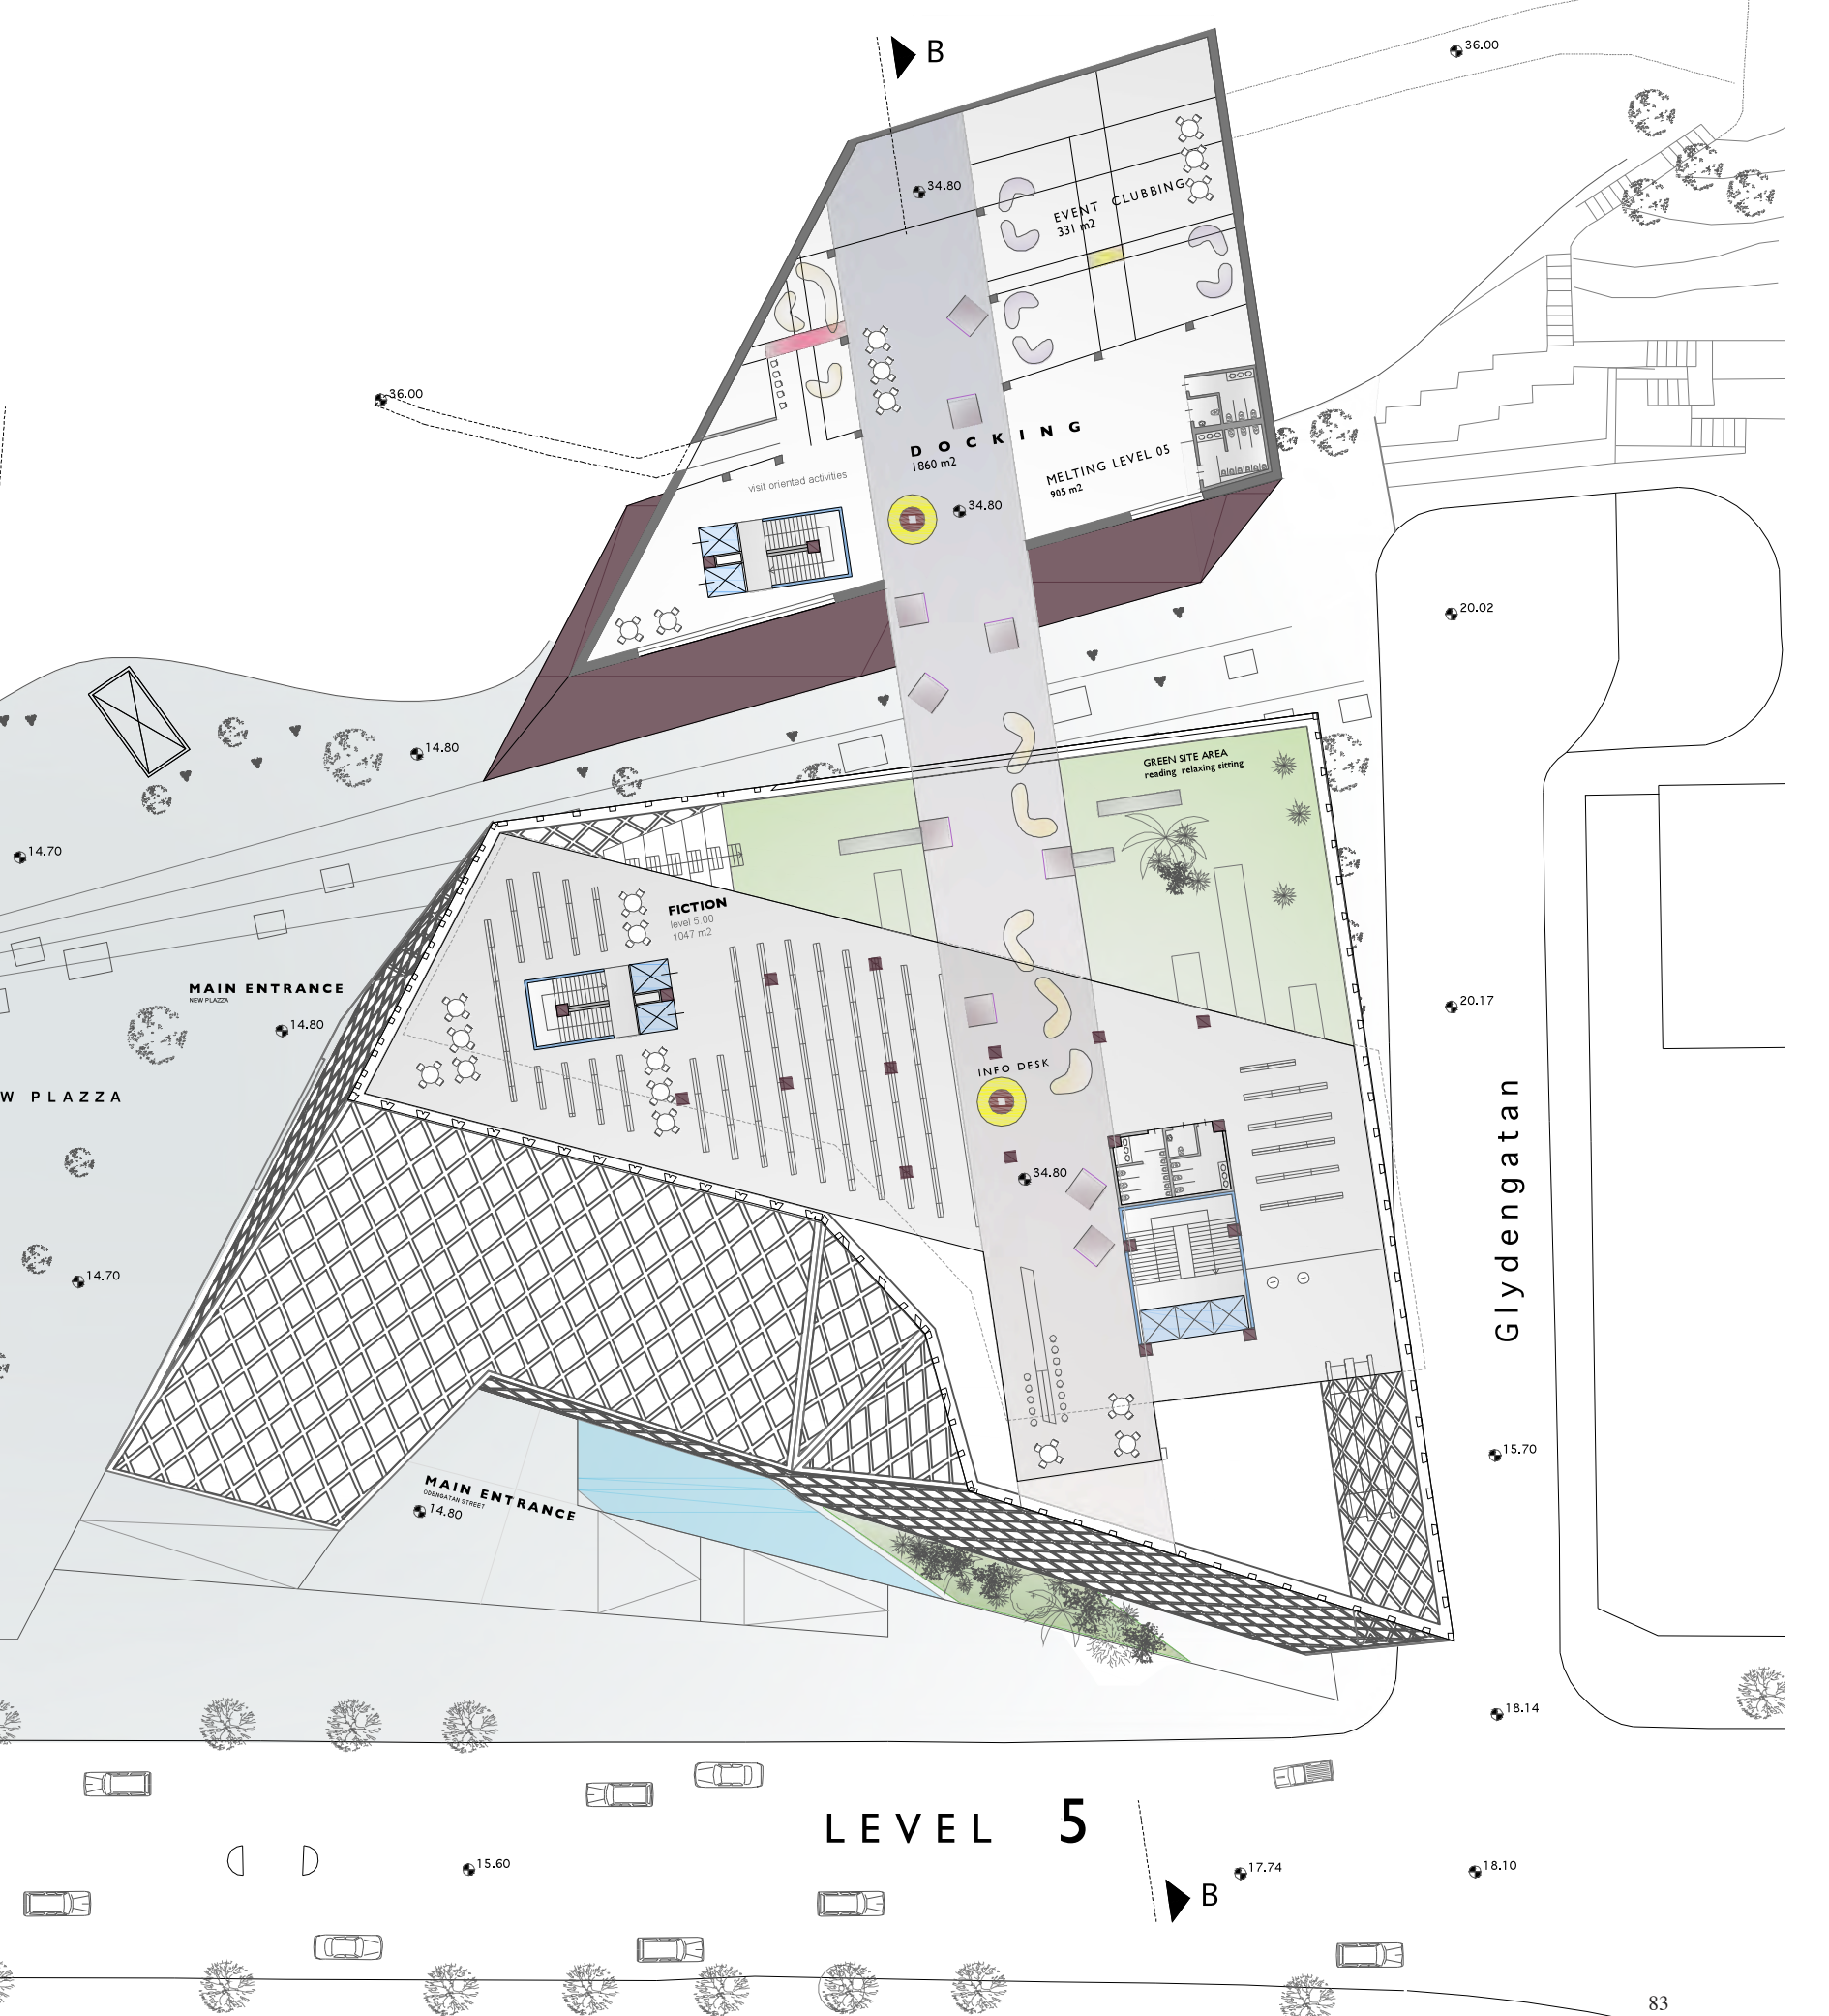 B
36.00
34.80
EVENT CLUBBING
331 m2
36.00
DOCKING
1860 m2
MELTING LEVEL 05
905 m2
visit oriented activities
34.80
20.02
14.80
GREEN SITE AREA
reading relaxing sitting
14.70
FICTION
level 5.00
1047 m2
MAIN ENTRANCE
NEW PLAZZA
14.80
20.17
INFO DESK
W PLAZZA
34.80
Glydengatan
14.70
15.70
MAIN ENTRANCE
ODENGATAN STREET
14.80
18.14
LEVEL 5
15.60
17.74
18.10
B
83